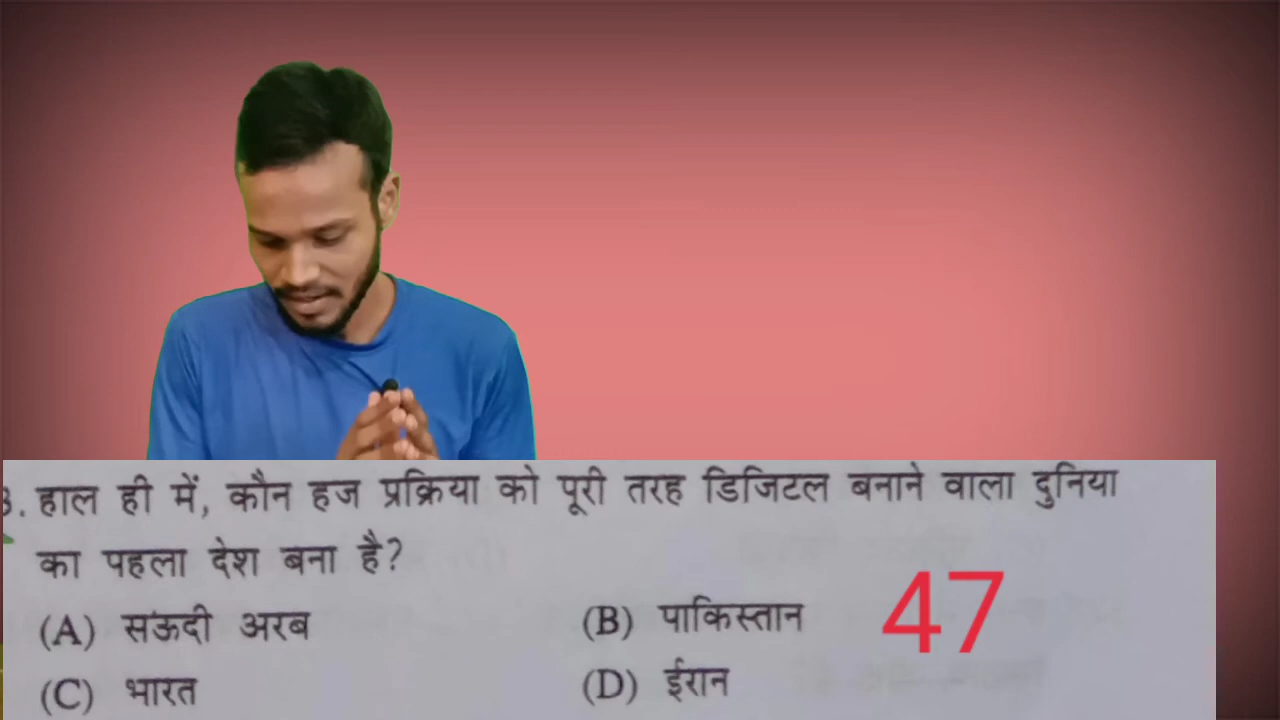 3. हाल ही में, कौन हज प्रक्रिया को पूरी तरह डिजिटल बनाने वाला दुनिया
का पहला देश बना है?
(A) सऊदी अरब (B) पाकिस्तान 47
(C) भारत (D) ईरान